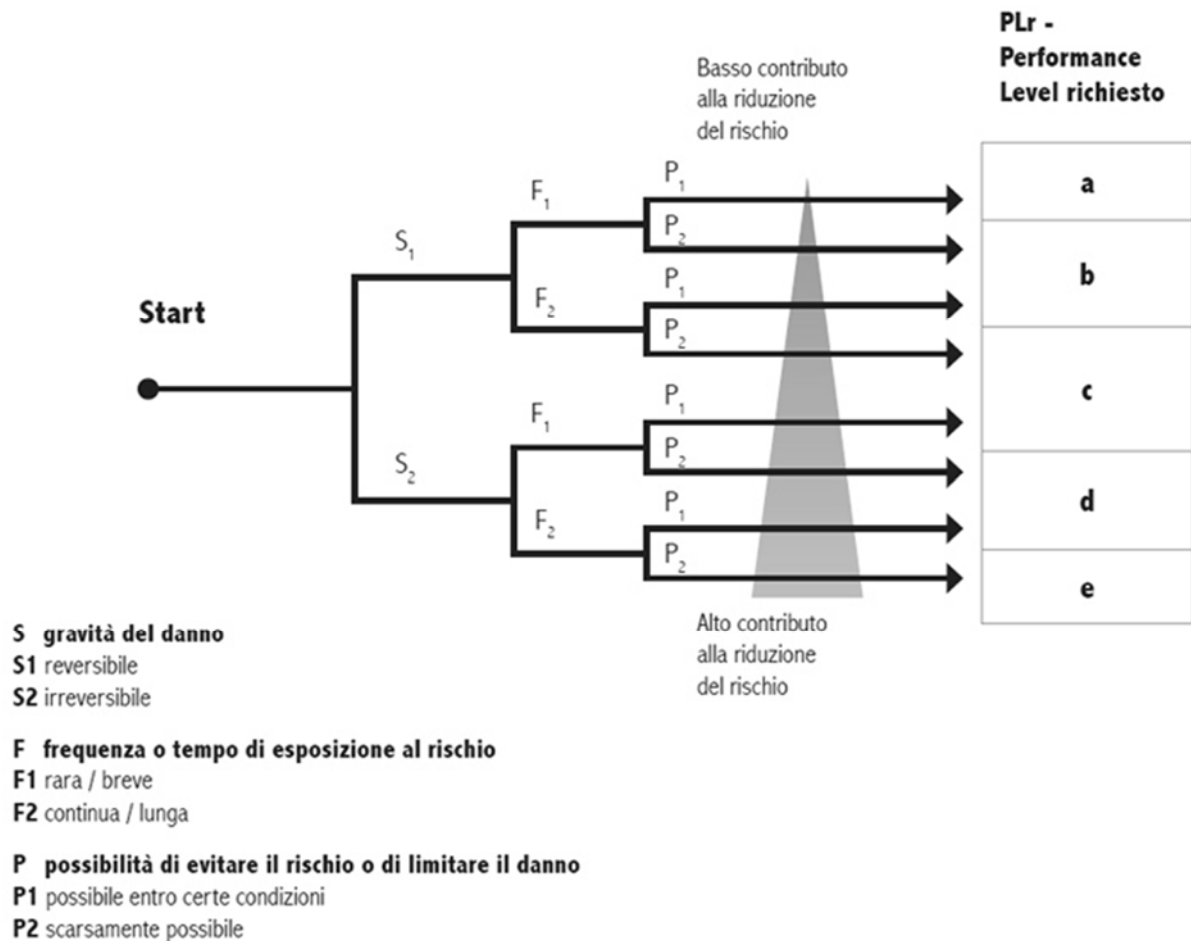 PLr -
Performance
Level richiesto
Basso contributo
alla riduzione
del rischio
Start
S1
S2
F1
F2
F1
F2
P1
P2
P1
P2
P1
P2
P1
P2
a
b
c
d
e
Alto contributo
alla riduzione
del rischio
S gravità del danno
S1 reversibile
S2 irreversibile
F frequenza o tempo di esposizione al rischio
F1 rara / breve
F2 continua / lunga
P possibilità di evitare il rischio o di limitare il danno
P1 possibile entro certe condizioni
P2 scarsamente possibile